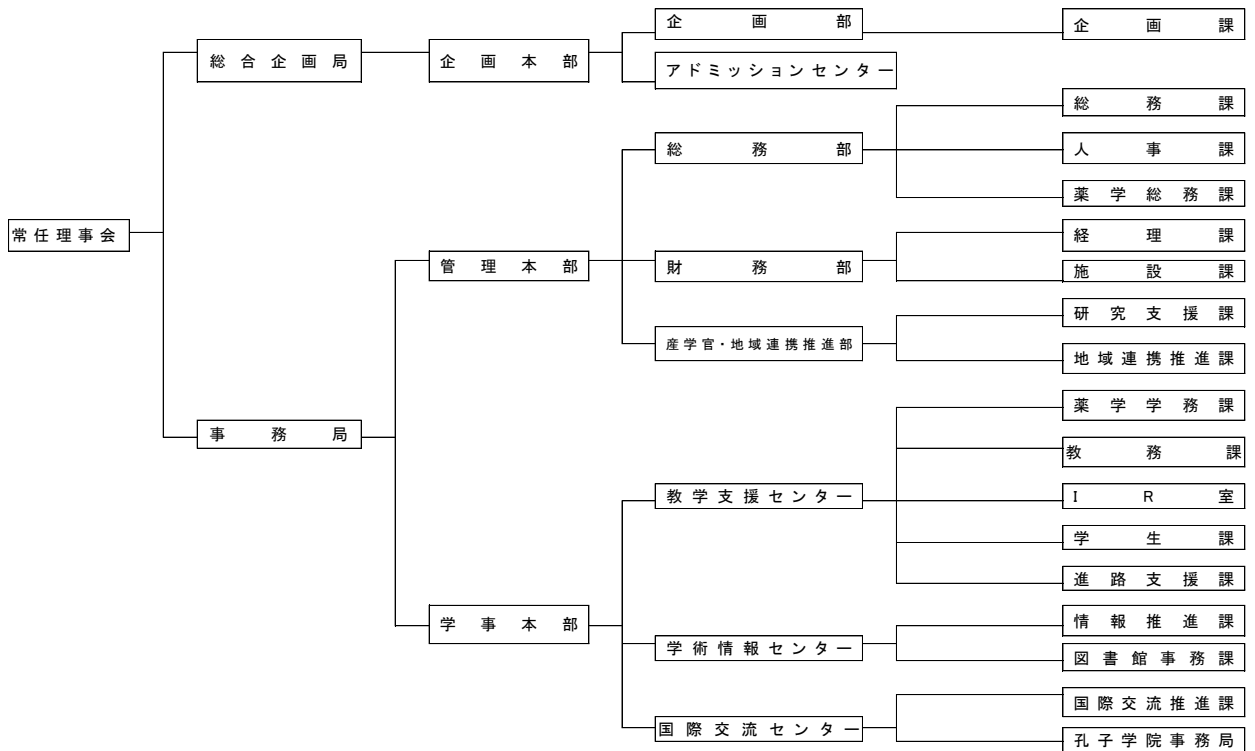 企画部
企画課
総合企画局
企画本部
アドミッションセンター
総務課
総務部
人事課
薬学総務課
常任理事会
経理課
管理本部
財務部
施設課
研究支援課
産学官・地域連携推進部
地域連携推進課
薬学学務課
事務局
教務課
教学支援センター
IR室
学生課
進路支援課
学事本部
情報推進課
学術情報センター
図書館事務課
国際交流推進課
国際交流センター
孔子学院事務局